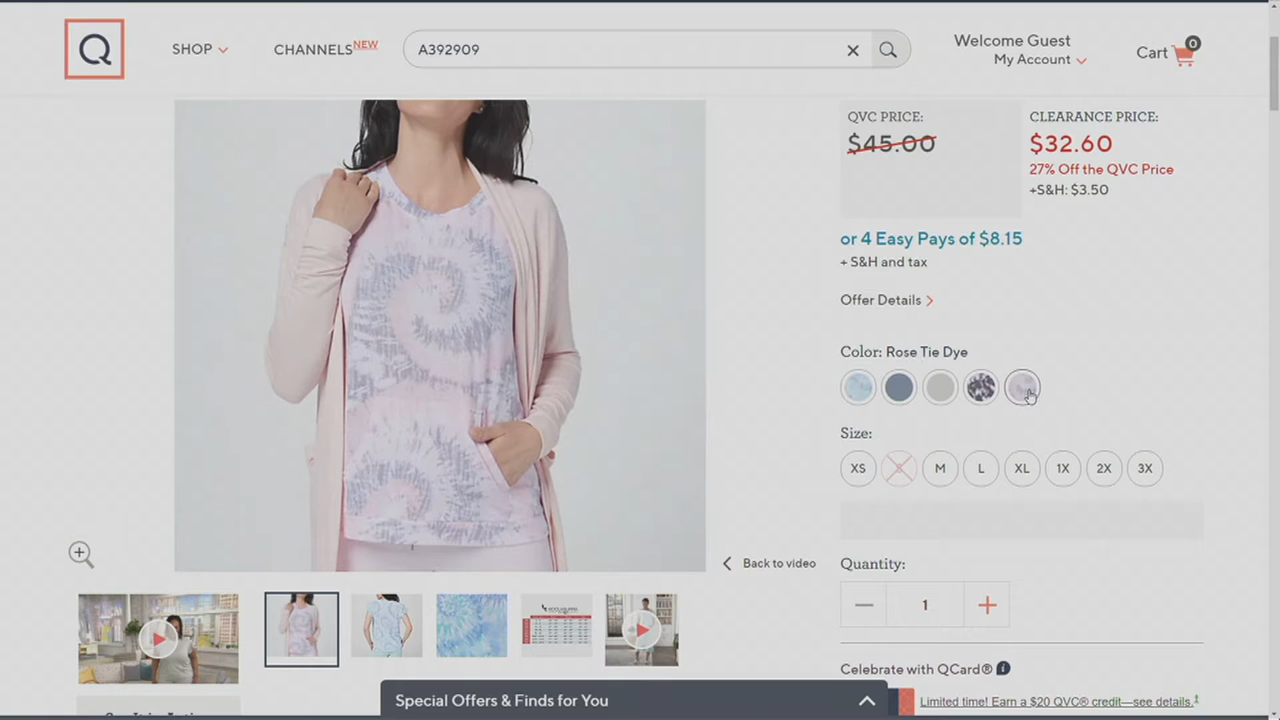 Q
SHOP
CHANNELS NEW
A392909
Welcome Guest
My Account
Cart 0
QVC PRICE:
$45.00
CLEARANCE PRICE:
$32.60
27% Off the QVC Price
+S&H: $3.50
or 4 Easy Pays of $8.15
+ S&H and tax
Offer Details
Color: Rose Tie Dye
Size:
XS S M L XL 1X 2X 3X
Back to video
Quantity:
1
Celebrate with QCard®
Special Offers & Finds for You
Limited time! Earn a $20 QVC® credit—see details.‡